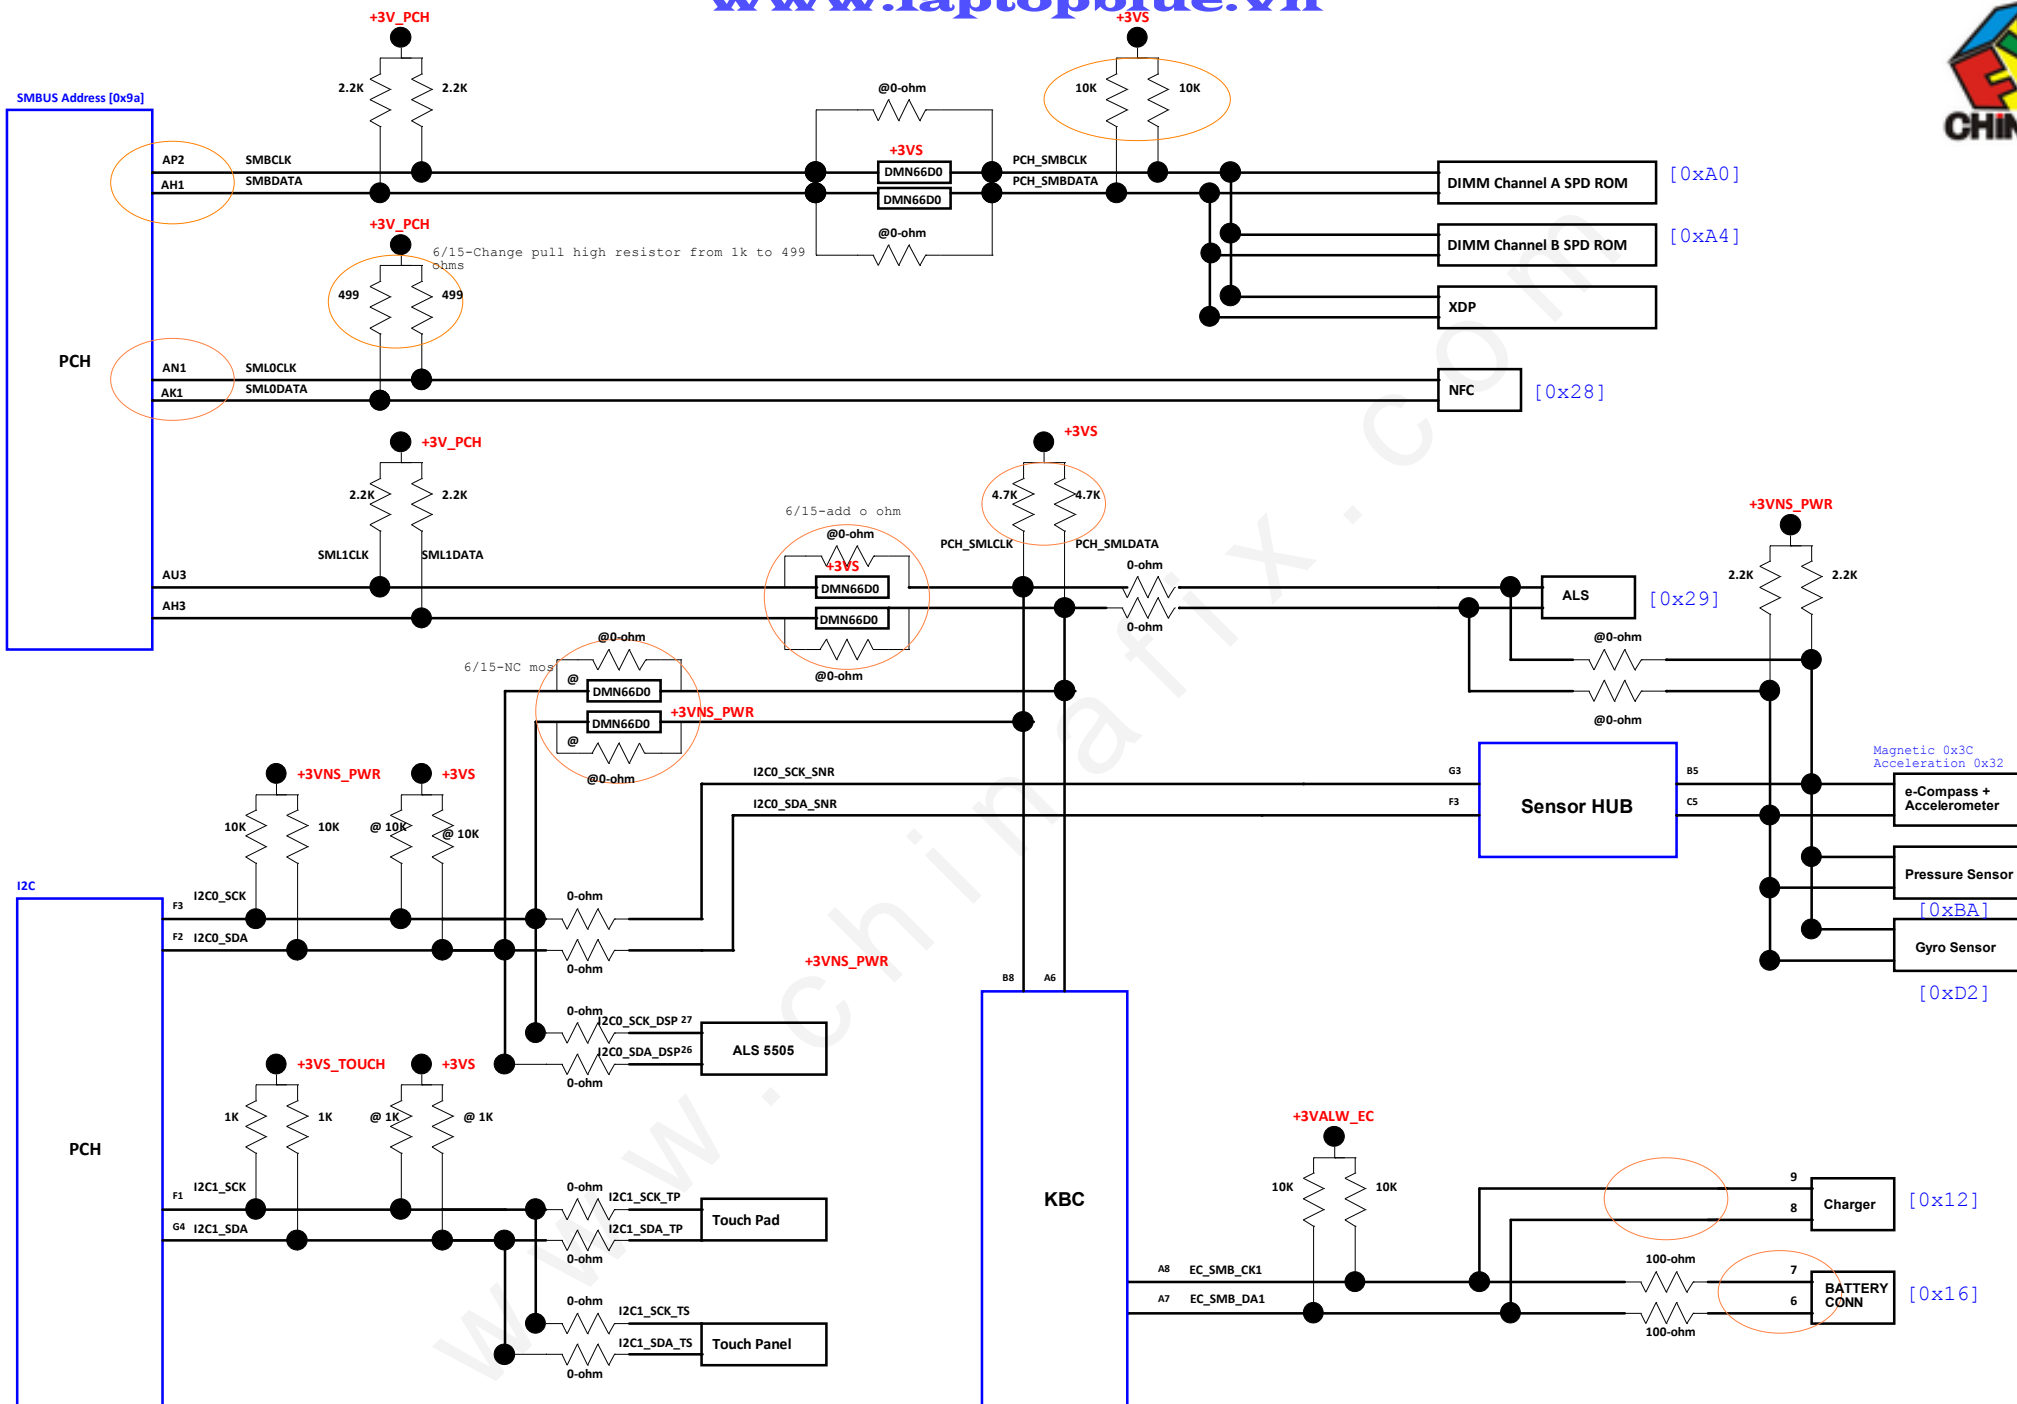 www.laptopblue.vn
+3V_PCH
+3VS
2.2K
2.2K
@0-ohm
10K
10K
SMBUS Address [0x9a]
+3VS
AP2
SMBCLK
DMN66D0
PCH_SMBCLK
AH1
SMBDATA
DMN66D0
PCH_SMBDATA
DIMM Channel A SPD ROM
[0xA0]
@0-ohm
DIMM Channel B SPD ROM
[0xA4]
XDP
+3V_PCH
6/15-Change pull high resistor from 1k to 499
ohms
499
499
PCH
AN1
SML0CLK
AK1
SML0DATA
NFC
[0x28]
+3V_PCH
2.2K
2.2K
SML1CLK
SML1DATA
AU3
AH3
6/15-add o ohm
@0-ohm
+3VS
DMN66D0
DMN66D0
@0-ohm
+3VS
4.7K
4.7K
PCH_SMLCLK
PCH_SMLDATA
0-ohm
0-ohm
ALS
[0x29]
+3VNS_PWR
2.2K
2.2K
@0-ohm
@0-ohm
6/15-NC mos
@0-ohm
@
DMN66D0
DMN66D0
+3VNS_PWR
@
@0-ohm
I2C0_SCK_SNR
I2C0_SDA_SNR
G3
F3
Sensor HUB
B5
C5
Magnetic 0x3C
Acceleration 0x32
e-Compass +
Accelerometer
Pressure Sensor
[0xBA]
Gyro Sensor
[0xD2]
+3VNS_PWR
+3VS
10K
10K
@ 10K
@ 10K
I2C
F3
I2C0_SCK
F2
I2C0_SDA
0-ohm
0-ohm
+3VNS_PWR
0-ohm
I2C0_SCK_DSP
27
I2C0_SDA_DSP
26
0-ohm
ALS 5505
+3VS_TOUCH
+3VS
1K
1K
@ 1K
@ 1K
PCH
F1
I2C1_SCK
G4
I2C1_SDA
0-ohm
I2C1_SCK_TP
I2C1_SDA_TP
0-ohm
Touch Pad
0-ohm
I2C1_SCK_TS
I2C1_SDA_TS
0-ohm
Touch Panel
B8
A6
KBC
+3VALW_EC
10K
10K
A8
EC_SMB_CK1
A7
EC_SMB_DA1
9
8
Charger
[0x12]
100-ohm
100-ohm
7
6
BATTERY
CONN
[0x16]
www.chinafix.com